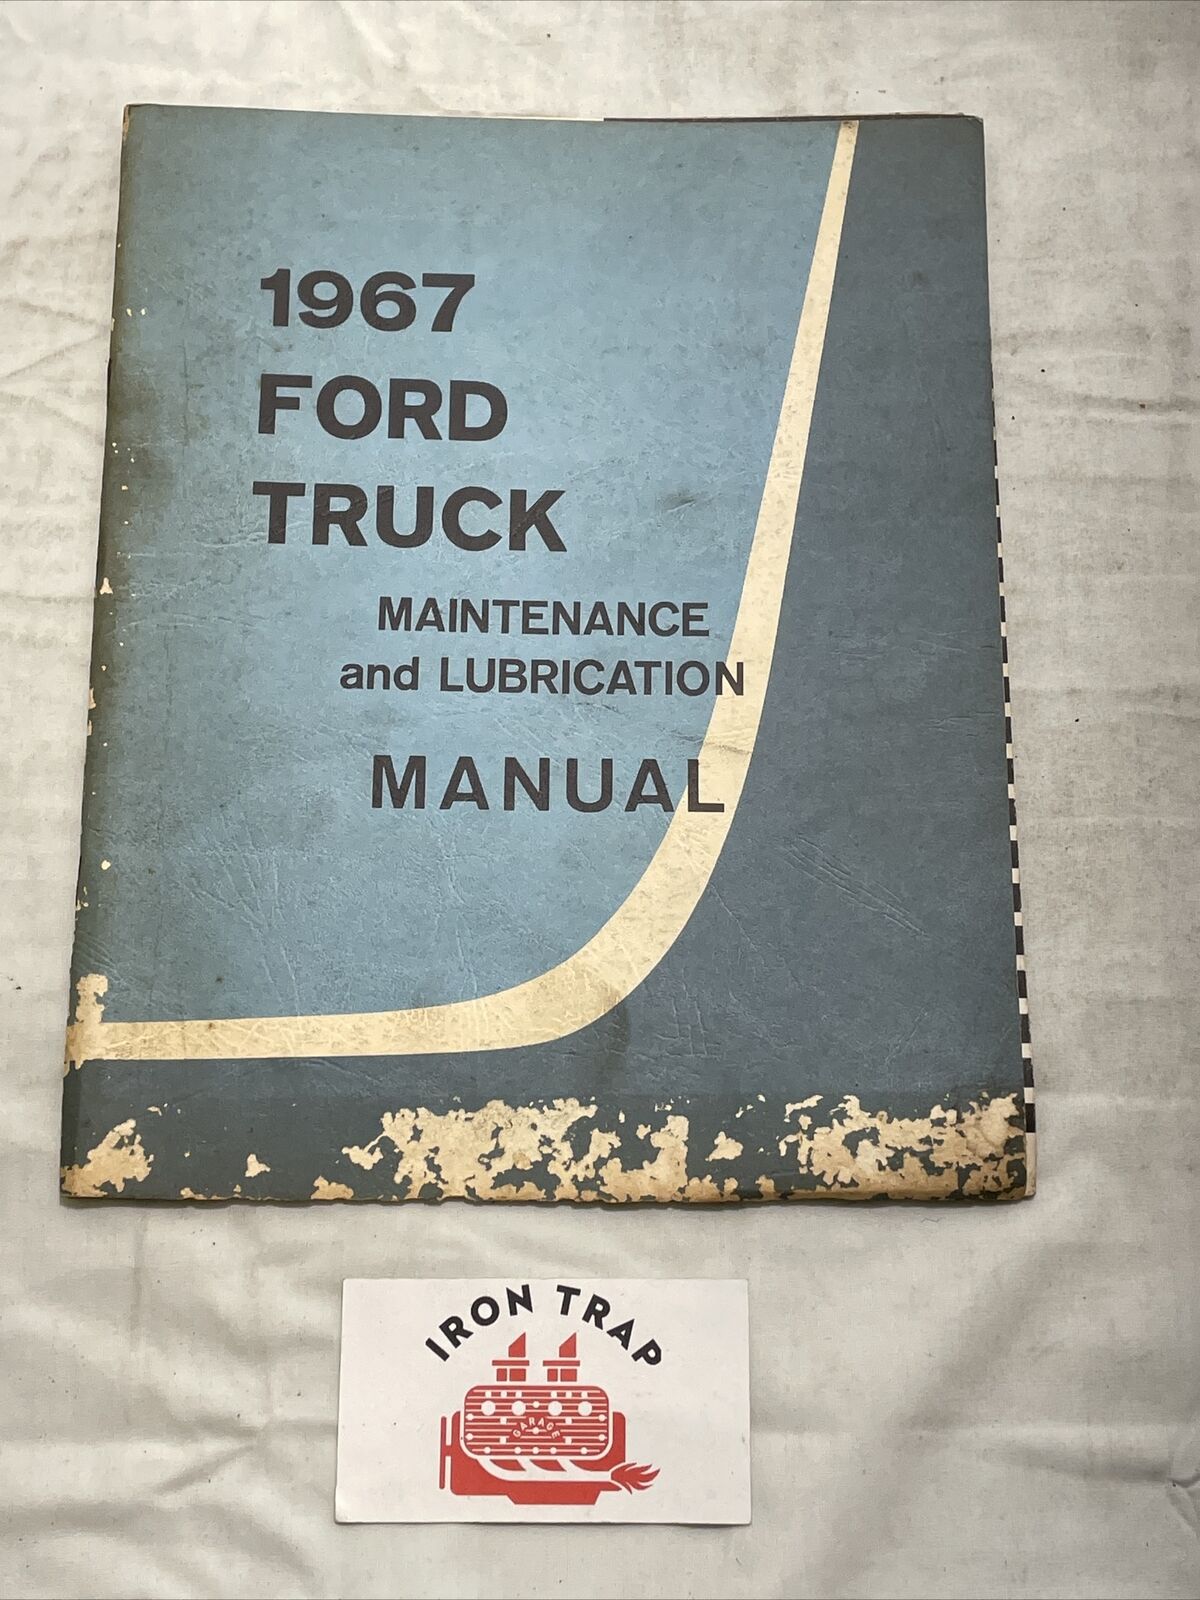 1967
FORD
TRUCK
MAINTENANCE
and LUBRICATION
MANUAL
IRON TRAP
GARAGE